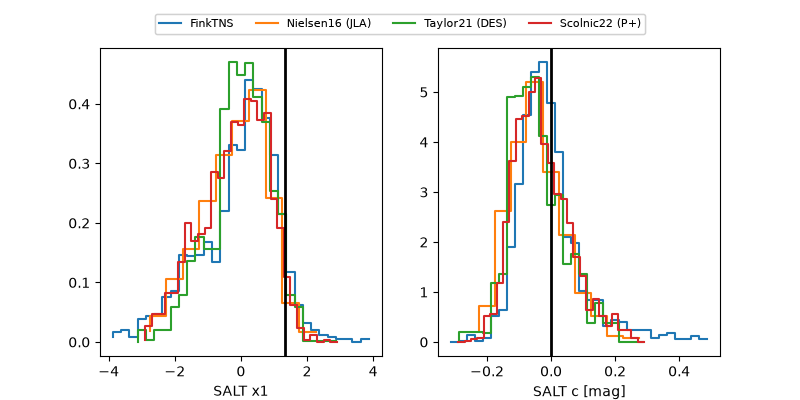 FinkTNS Nielsen16 (JLA) Taylor21 (DES) Scolnic22 (P+)
0.4
0.3
0.2
0.1
0.0
−4 −2 0 2 4
SALT x1
5
4
3
2
1
0
−0.2 0.0 0.2 0.4
SALT c [mag]